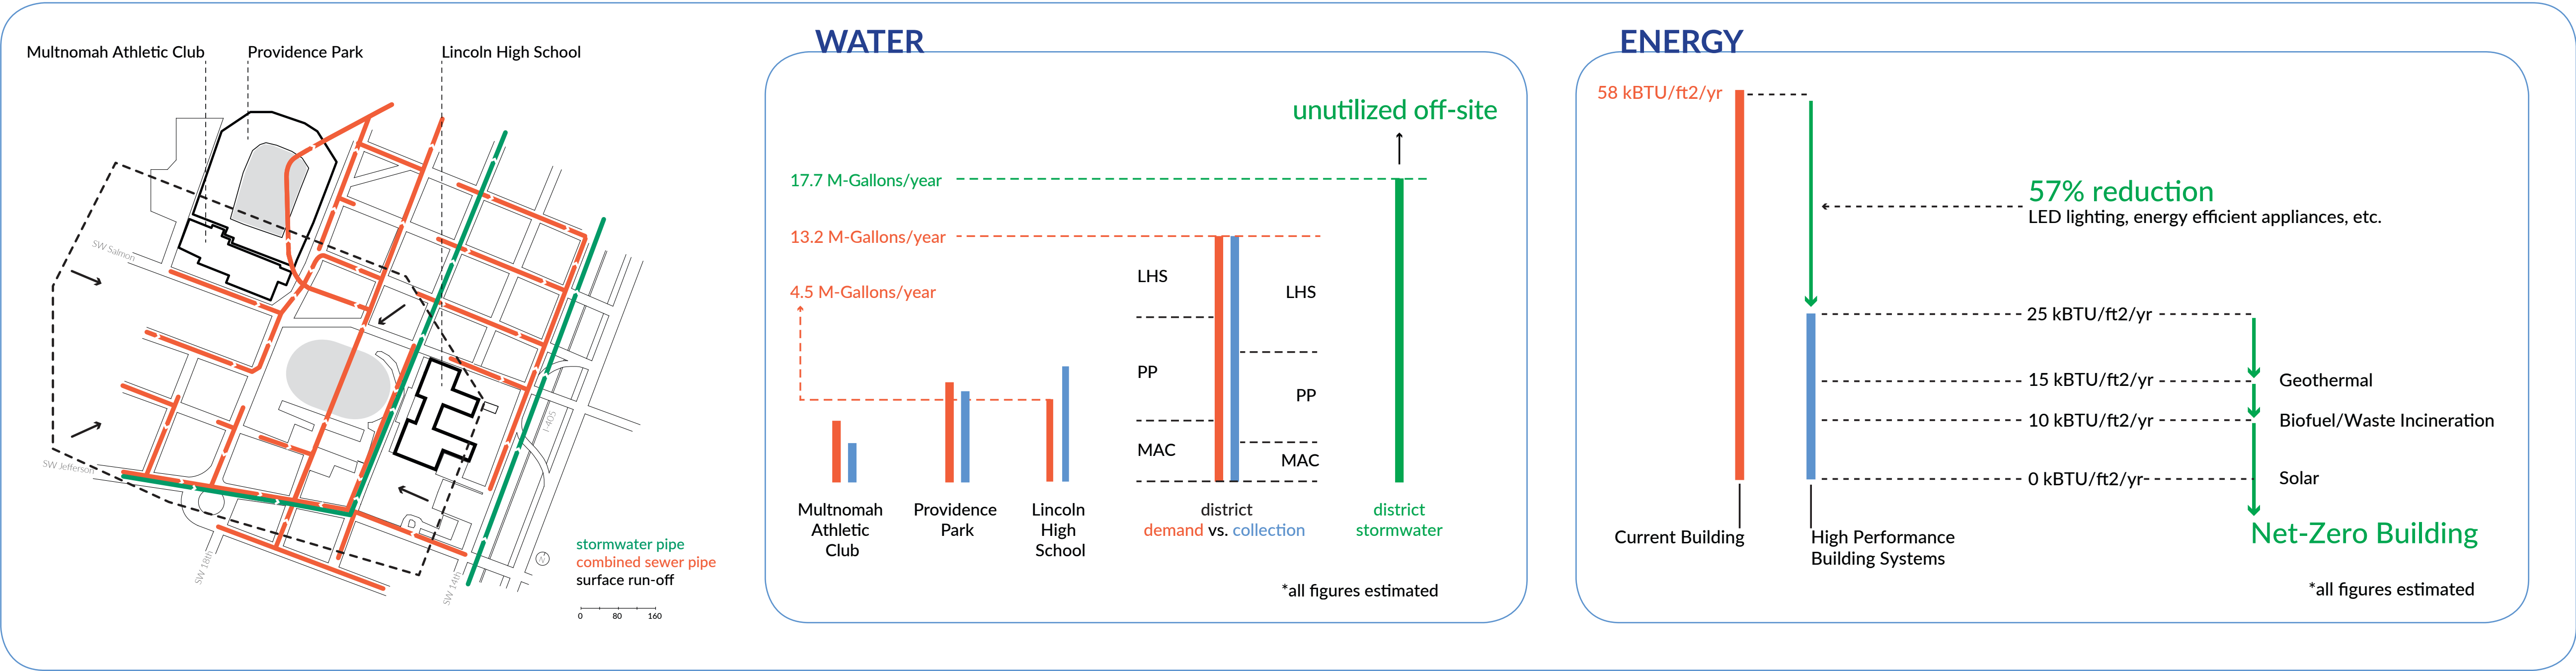 Multnomah Athletic Club
Providence Park
Lincoln High School
SW Salmon
SW Jefferson
SW 18th
SW 14th
I-405
N
stormwater pipe
combined sewer pipe
surface run-off
0 80 160
WATER
unutilized off-site
17.7 M-Gallons/year
13.2 M-Gallons/year
4.5 M-Gallons/year
LHS
PP
MAC
LHS
PP
MAC
Multnomah
Athletic
Club
Providence
Park
Lincoln
High
School
district
demand vs. collection
district
stormwater
*all figures estimated
ENERGY
58 kBTU/ft2/yr
57% reduction
LED lighting, energy efficient appliances, etc.
25 kBTU/ft2/yr
15 kBTU/ft2/yr
Geothermal
10 kBTU/ft2/yr
Biofuel/Waste Incineration
0 kBTU/ft2/yr
Solar
Net-Zero Building
Current Building
High Performance
Building Systems
*all figures estimated